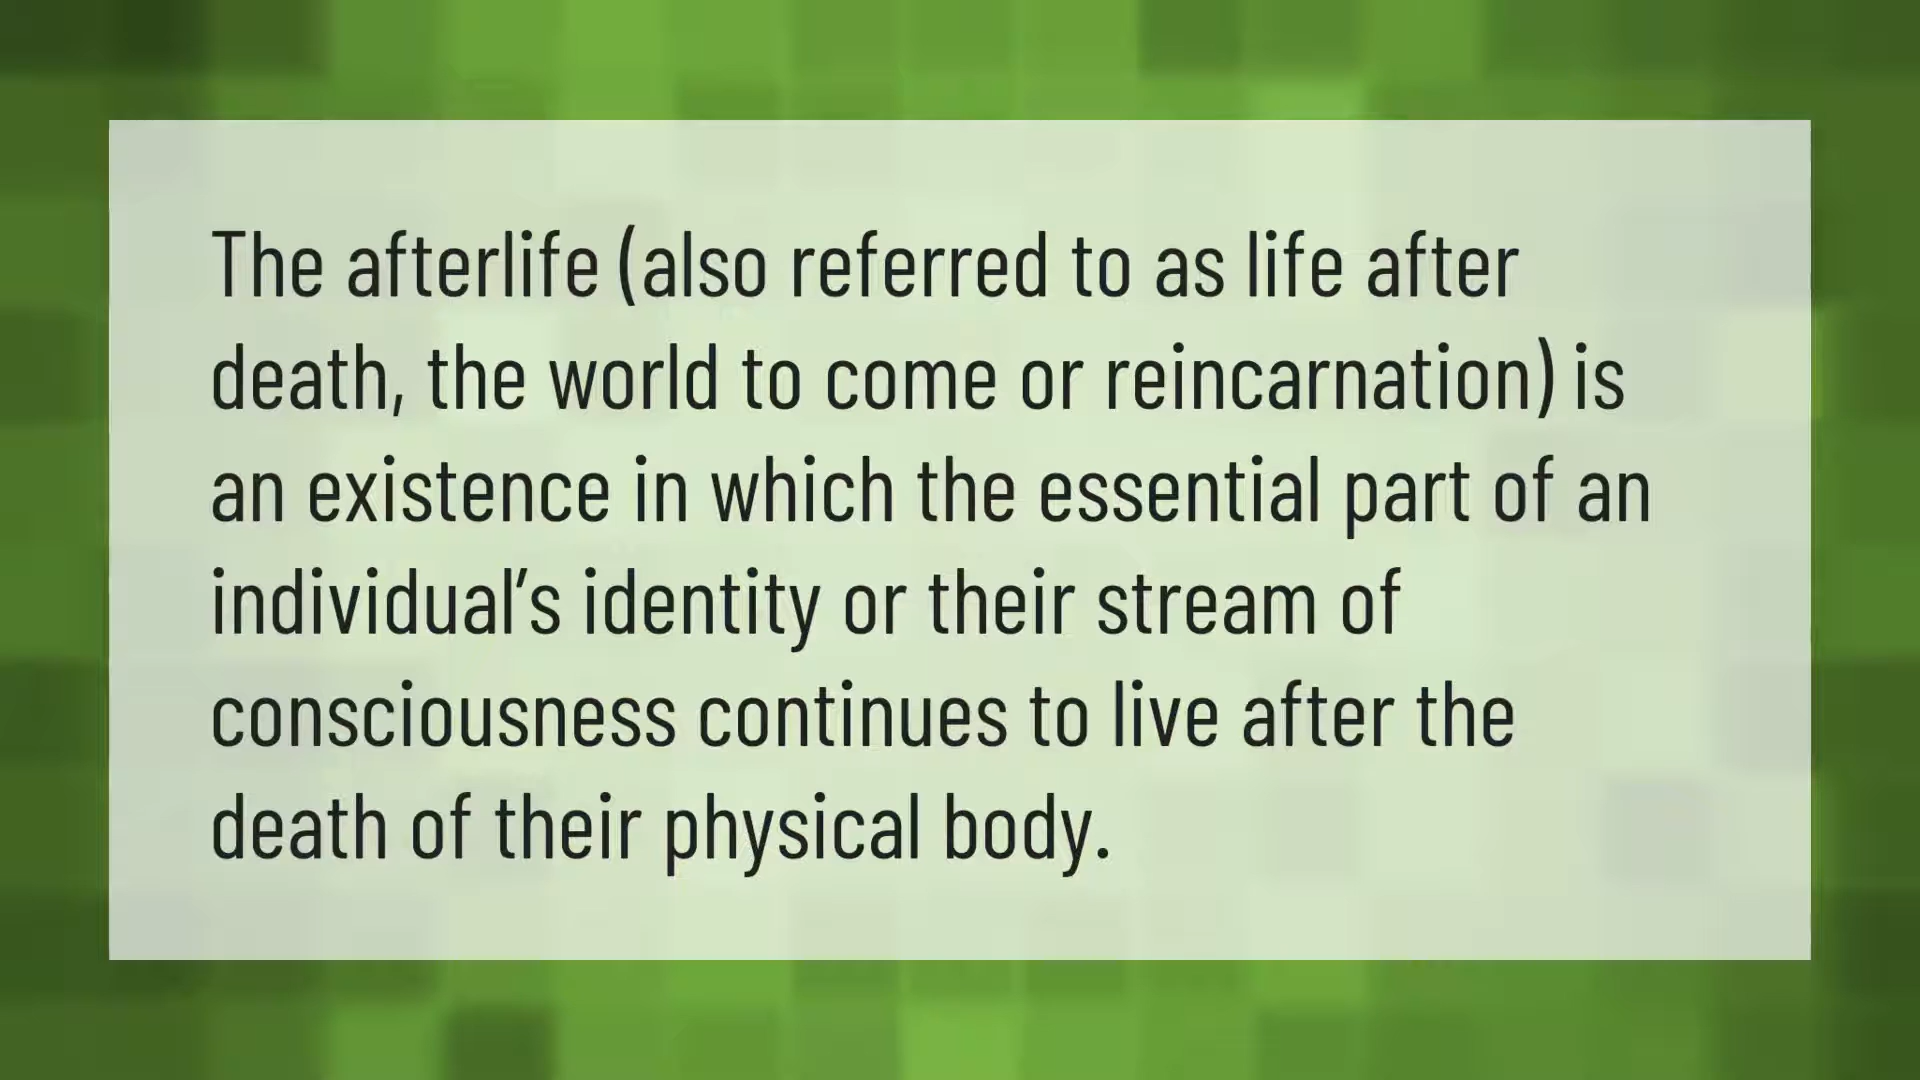 The afterlife (also referred to as life after
death, the world to come or reincarnation) is
an existence in which the essential part of an
individual’s identity or their stream of
consciousness continues to live after the
death of their physical body.